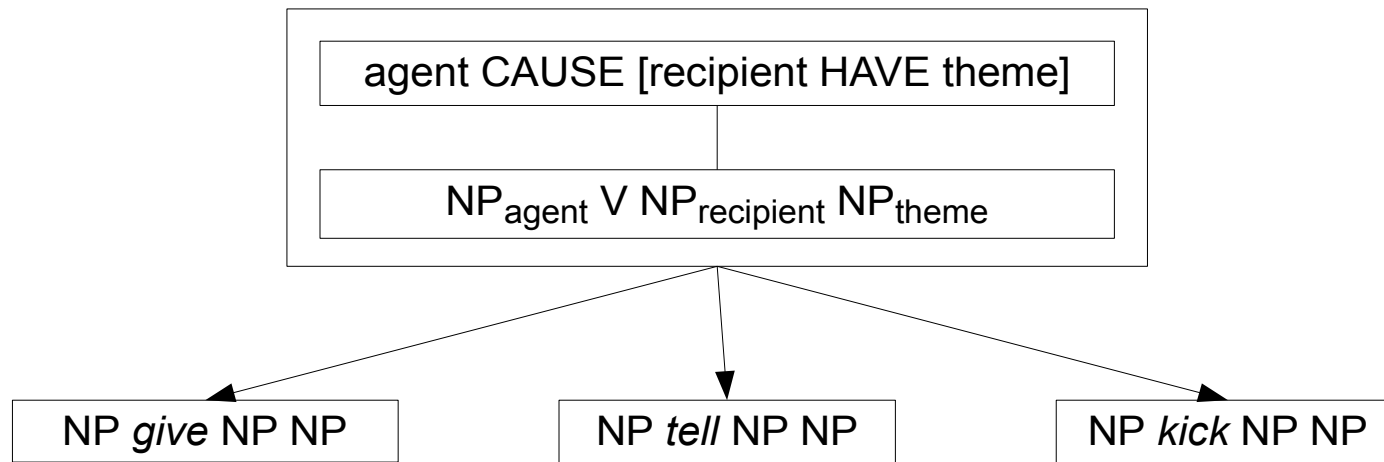 agent CAUSE [recipient HAVE theme]
NPagent V NPrecipient NPtheme
NP give NP NP
NP tell NP NP
NP kick NP NP